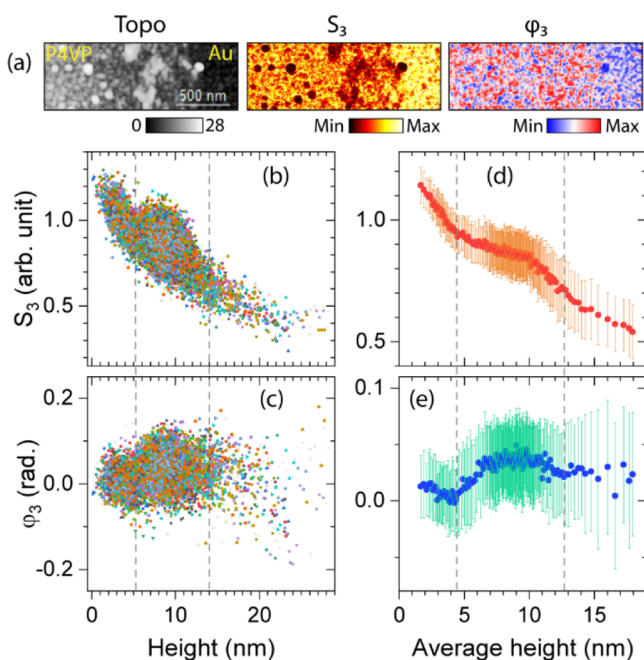 Topo S₃ φ₃
(a) P4VP Au
500 nm
0 28 Min Max Min Max
(b) (d)
S₃ (arb. unit)
1.0
0.5
1.0
0.5
(c) (e)
φ₃ (rad.)
0.2
0.0
-0.2
0.1
0.0
0 10 20 0 5 10 15
Height (nm) Average height (nm)